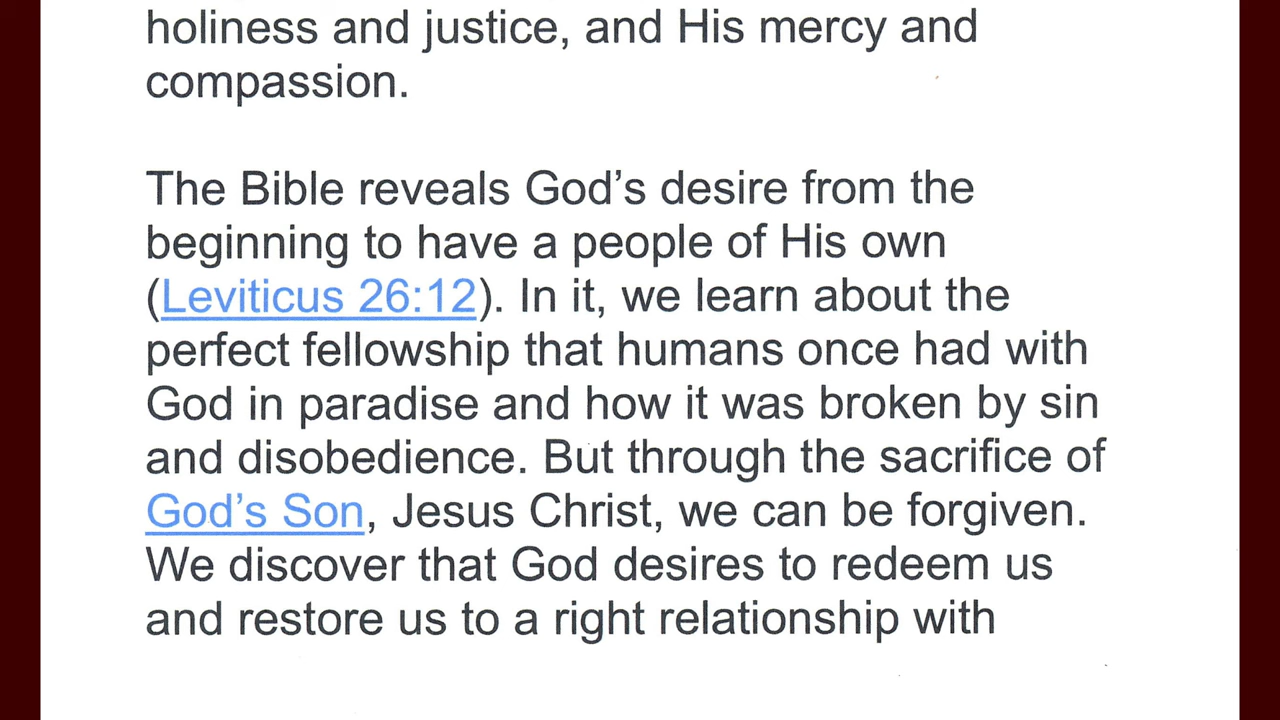 holiness and justice, and His mercy and
compassion.
The Bible reveals God’s desire from the
beginning to have a people of His own
(Leviticus 26:12). In it, we learn about the
perfect fellowship that humans once had with
God in paradise and how it was broken by sin
and disobedience. But through the sacrifice of
God’s Son, Jesus Christ, we can be forgiven.
We discover that God desires to redeem us
and restore us to a right relationship with